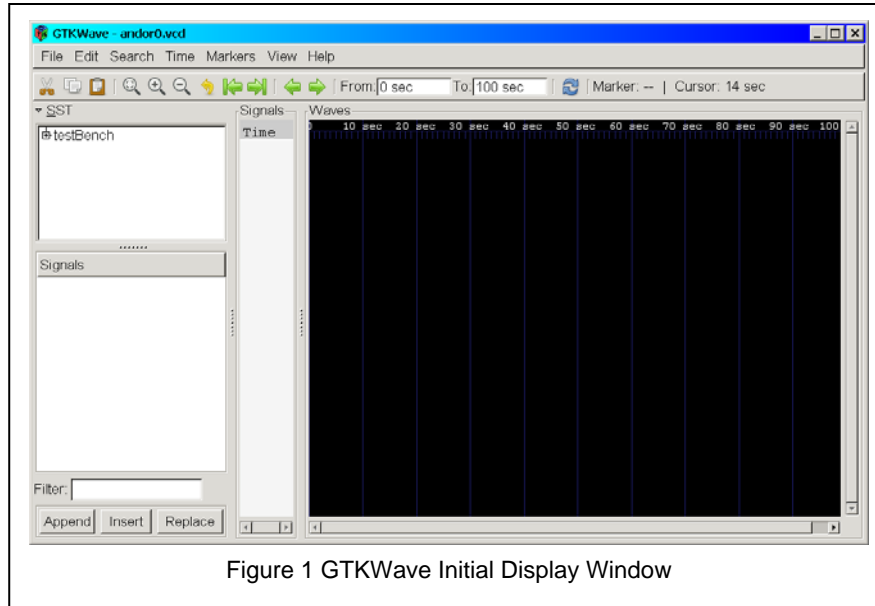 GTKWave - andor0.vcd
File Edit Search Time Markers View Help
From: 0 sec To: 100 sec Marker: -- | Cursor: 14 sec
SST
testBench
Signals
Filter:
Append Insert Replace
Signals
Time
Waves
0 10 sec 20 sec 30 sec 40 sec 50 sec 60 sec 70 sec 80 sec 90 sec 100
Figure 1 GTKWave Initial Display Window